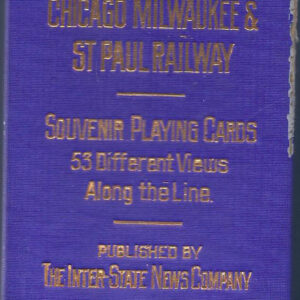 CHICAGO MILWAUKEE &
ST PAUL RAILWAY
SOUVENIR PLAYING CARDS
53 Different Views
Along the Line.
PUBLISHED BY
THE INTER-STATE NEWS COMPANY